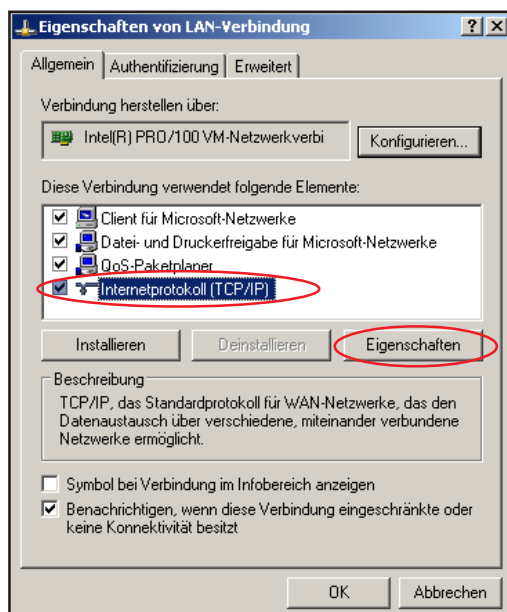 Eigenschaften von LAN-Verbindung
Allgemein Authentifizierung Erweitert
Verbindung herstellen über:
Intel(R) PRO/100 VM-Netzwerkverbi Konfigurieren...
Diese Verbindung verwendet folgende Elemente:
Client für Microsoft-Netzwerke
Datei- und Druckerfreigabe für Microsoft-Netzwerke
QoS-Paketplaner
Internetprotokoll (TCP/IP)
Installieren Deinstallieren Eigenschaften
Beschreibung
TCP/IP, das Standardprotokoll für WAN-Netzwerke, das den
Datenaustausch über verschiedene, miteinander verbundene
Netzwerke ermöglicht.
Symbol bei Verbindung im Infobereich anzeigen
Benachrichtigen, wenn diese Verbindung eingeschränkte oder
keine Konnektivität besitzt
OK Abbrechen